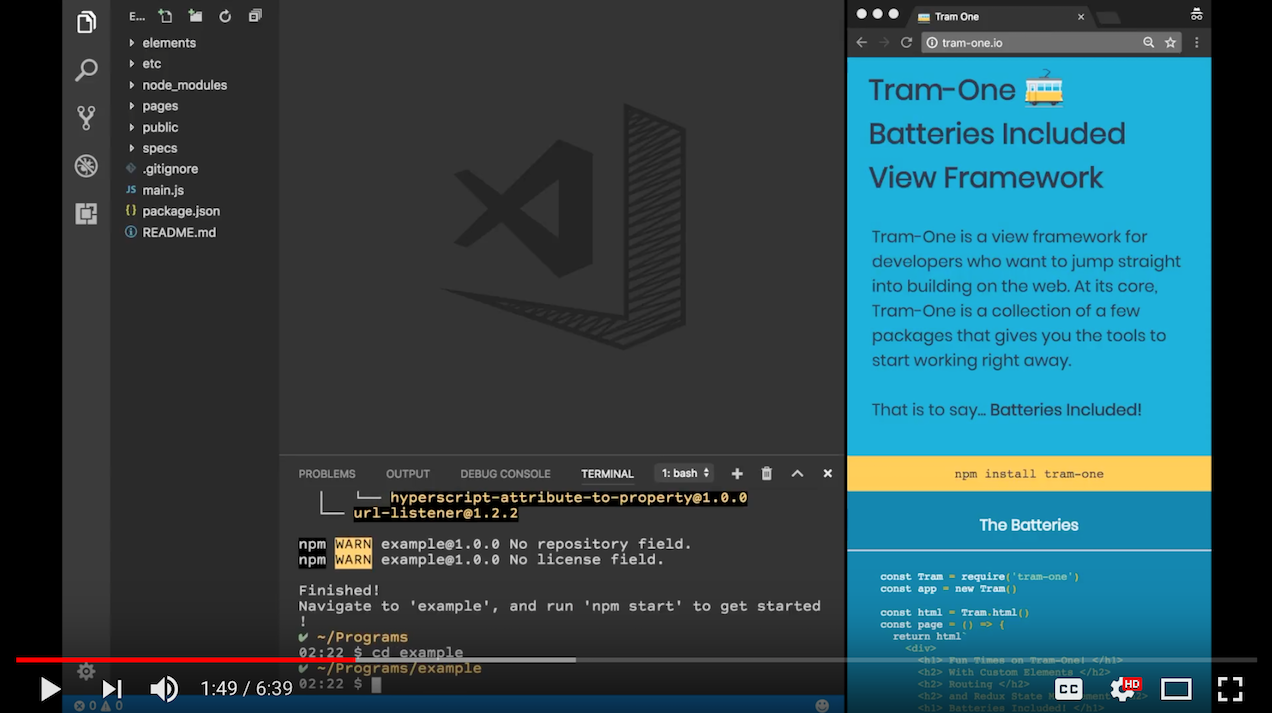 E...
elements
etc
node_modules
pages
public
specs
.gitignore
JS main.js
{} package.json
README.md
PROBLEMS OUTPUT DEBUG CONSOLE TERMINAL 1: bash
hyperscript-attribute-to-property@1.0.0
url-listener@1.2.2
npm WARN example@1.0.0 No repository field.
npm WARN example@1.0.0 No license field.
Finished!
Navigate to 'example', and run 'npm start' to get started
!
✔ ~/Programs
02:22 $ cd example
✔ ~/Programs/example
02:22 $
0 0
Tram One
tram-one.io
Tram-One
Batteries Included
View Framework
Tram-One is a view framework for
developers who want to jump straight
into building on the web. At its core,
Tram-One is a collection of a few
packages that gives you the tools to
start working right away.
That is to say... Batteries Included!
npm install tram-one
The Batteries
const Tram = require('tram-one')
const app = new Tram()
const html = Tram.html()
const page = () => {
return html`
<div>
<h1> Fun Times on Tram-One! </h1>
<h2> With Custom Elements </h2>
<h2> Routing </h2>
<h2> and Redux State
<h1> Batteries Included! </h1>
1:49 / 6:39
CC
HD